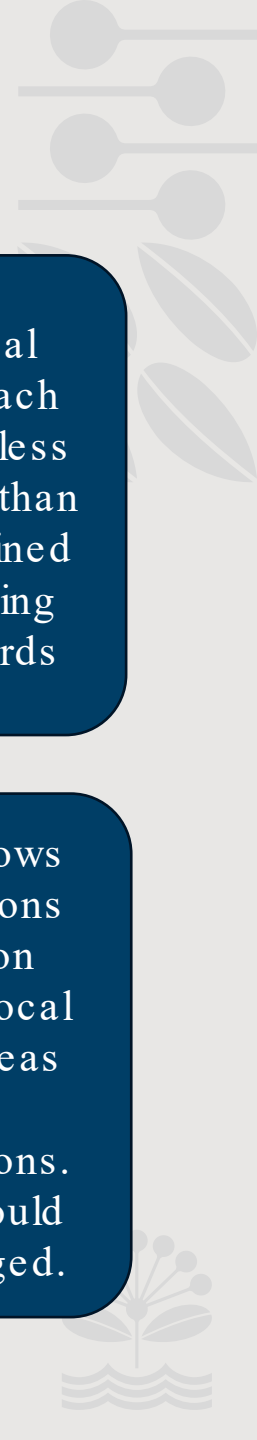 al
ach
less
than
ined
ing
rds
ows
ons
on
ocal
eas
ons.
ould
ged.